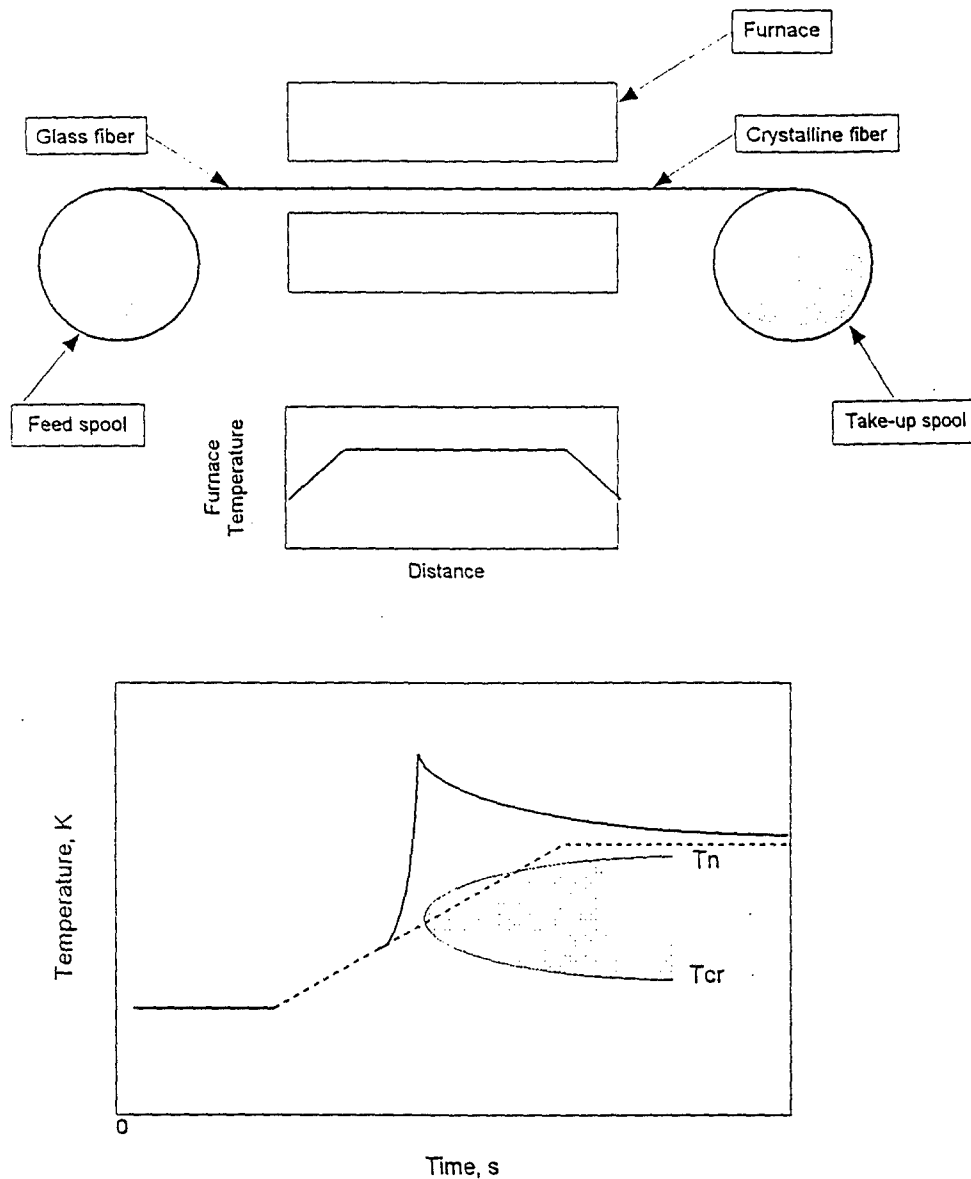 Furnace
Glass fiber
Crystalline fiber
Feed spool
Take-up spool
Furnace
Temperature
Distance
Temperature, K
Tn
Tcr
0
Time, s